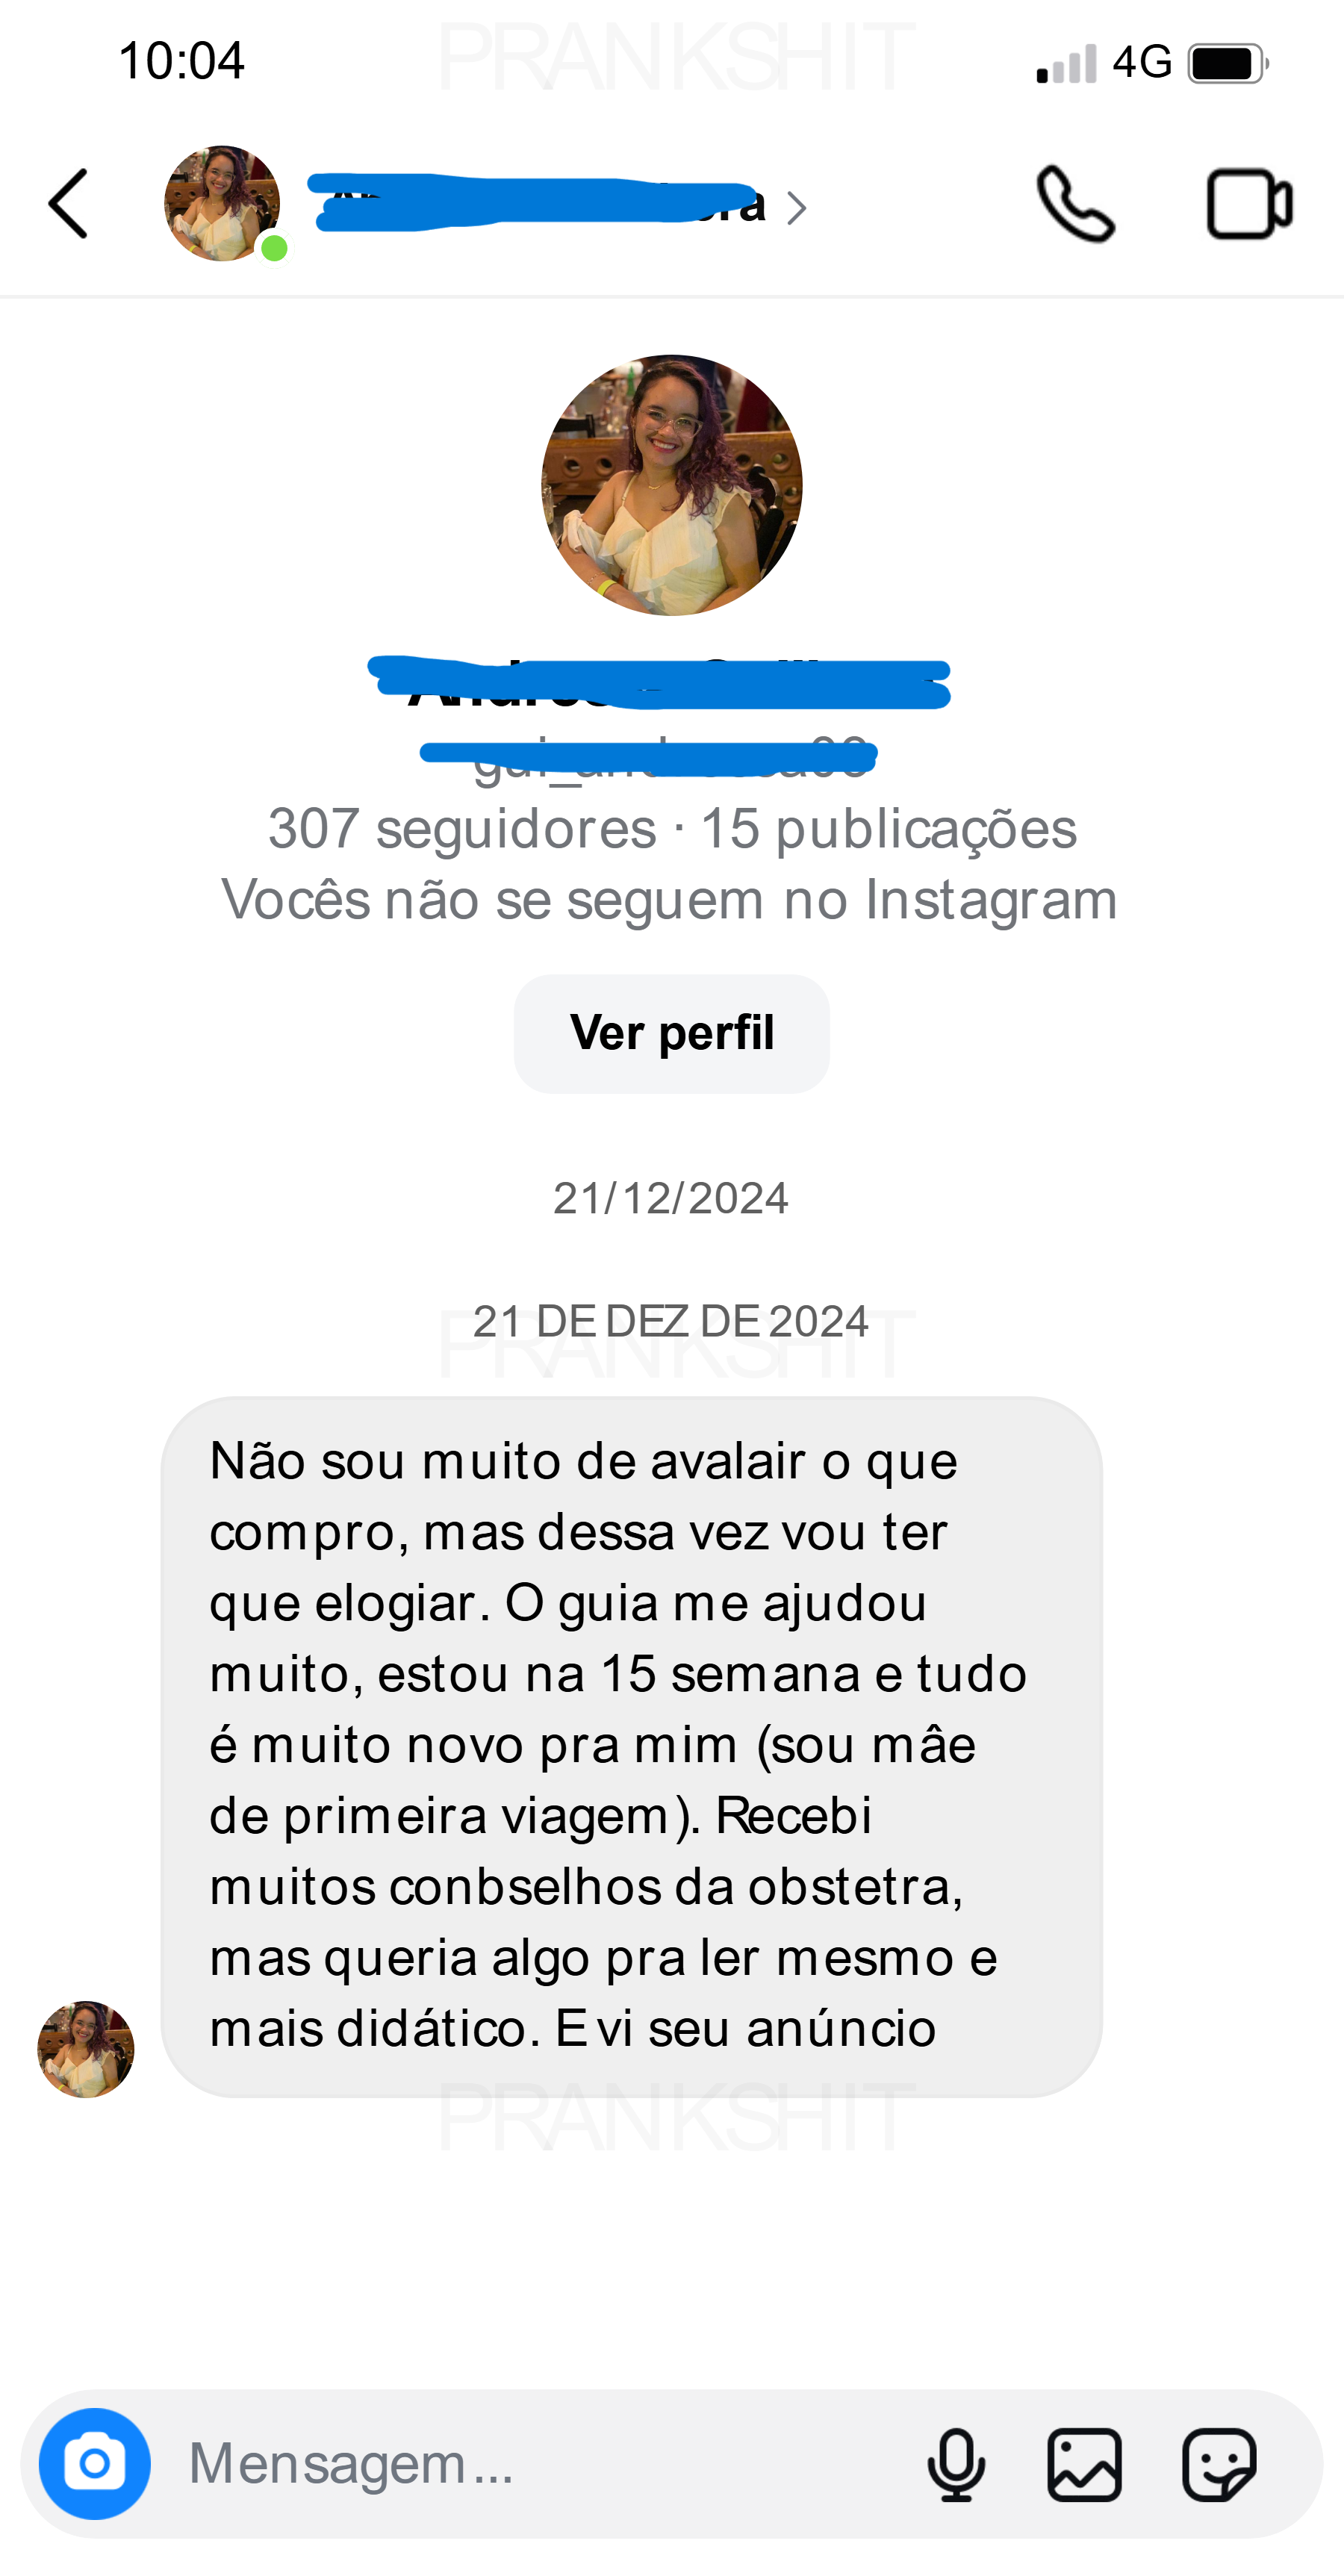 PRANKSHIT
10:04
4G
307 seguidores · 15 publicações
Vocês não se seguem no Instagram
Ver perfil
21/12/2024
PRANKSHIT
21 DE DEZ DE 2024
Não sou muito de avalair o que
compro, mas dessa vez vou ter
que elogiar. O guia me ajudou
muito, estou na 15 semana e tudo
é muito novo pra mim (sou mâe
de primeira viagem). Recebi
muitos conbselhos da obstetra,
mas queria algo pra ler mesmo e
mais didático. E vi seu anúncio
PRANKSHIT
Mensagem...